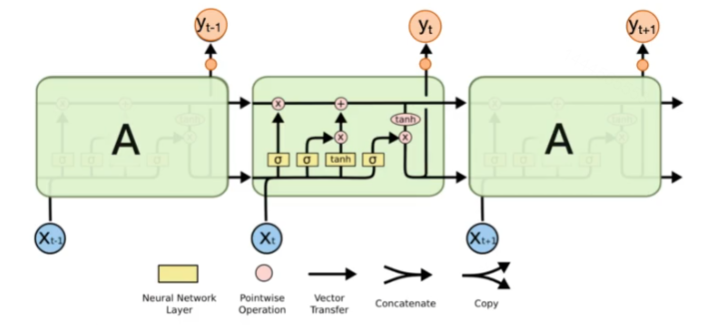 yt-1 yt yt+1
A A
x + tanh x x
σ σ tanh σ
Xt-1 Xt Xt+1
Neural Network Layer
Pointwise Operation
Vector Transfer
Concatenate
Copy